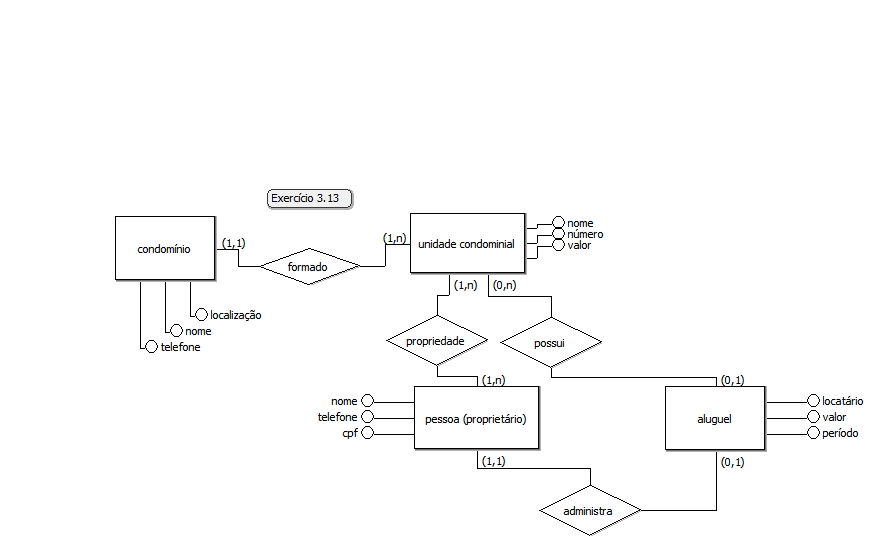 Exercício 3.13
condomínio
(1,1)
formado
(1,n)
unidade condominial
nome
número
valor
localização
nome
telefone
(1,n)
(0,n)
propriedade
possui
(1,n)
(0,1)
nome
telefone
cpf
pessoa (proprietário)
aluguel
locatário
valor
período
(1,1)
(0,1)
administra